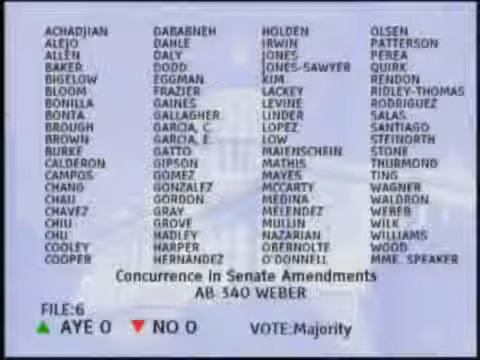 ACHADJIAN DABABNEH HOLDEN OLSEN
ALEJO DAHLE IRWIN PATTERSON
ALLEN DALY JONES PEREA
BAKER DODD JONES-SAWYER QUIRK
BIGELOW EGGMAN KIM RENDON
BLOOM FRAZIER LACKEY RIDLEY-THOMAS
BONILLA GAINES LEVINE RODRIGUEZ
BONTA GALLAGHER LINDER SALAS
BROUGH GARCIA, C. LOPEZ SANTIAGO
BROWN GARCIA, E. LOW STEINORTH
BURKE GATTO MAIENSCHEIN STONE
CALDERON GIPSON MATHIS THURMOND
CAMPOS GOMEZ MAYES TING
CHANG GONZALEZ MCCARTY WAGNER
CHAU GORDON MEDINA WALDRON
CHAVEZ GRAY MELENDEZ WEBER
CHIU GROVE MULLIN WILK
CHU HADLEY NAZARIAN WILLIAMS
COOLEY HARPER OBERNOLTE WOOD
COOPER HERNANDEZ O'DONNELL MME. SPEAKER
Concurrence in Senate Amendments
AB 340 WEBER
FILE:6
AYE 0 NO 0 VOTE:Majority